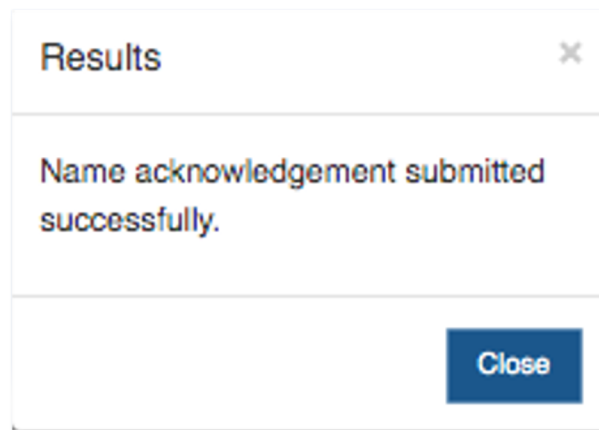 Results
Name acknowledgement submitted
successfully.
Close